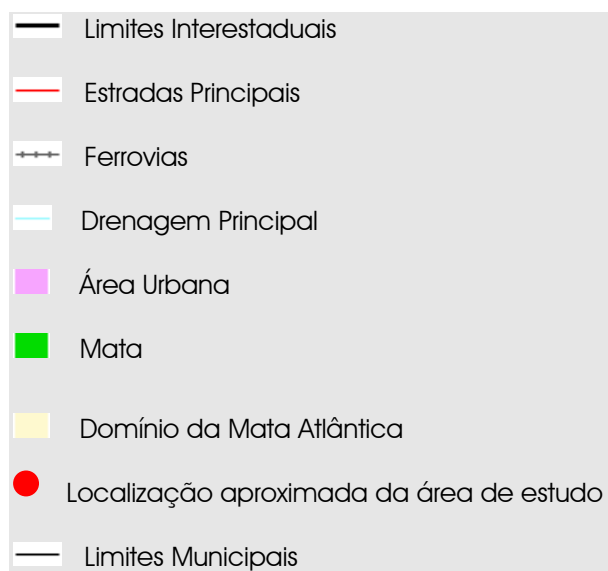 Limites Interestaduais
Estradas Principais
Ferrovias
Drenagem Principal
Área Urbana
Mata
Domínio da Mata Atlântica
Localização aproximada da área de estudo
Limites Municipais